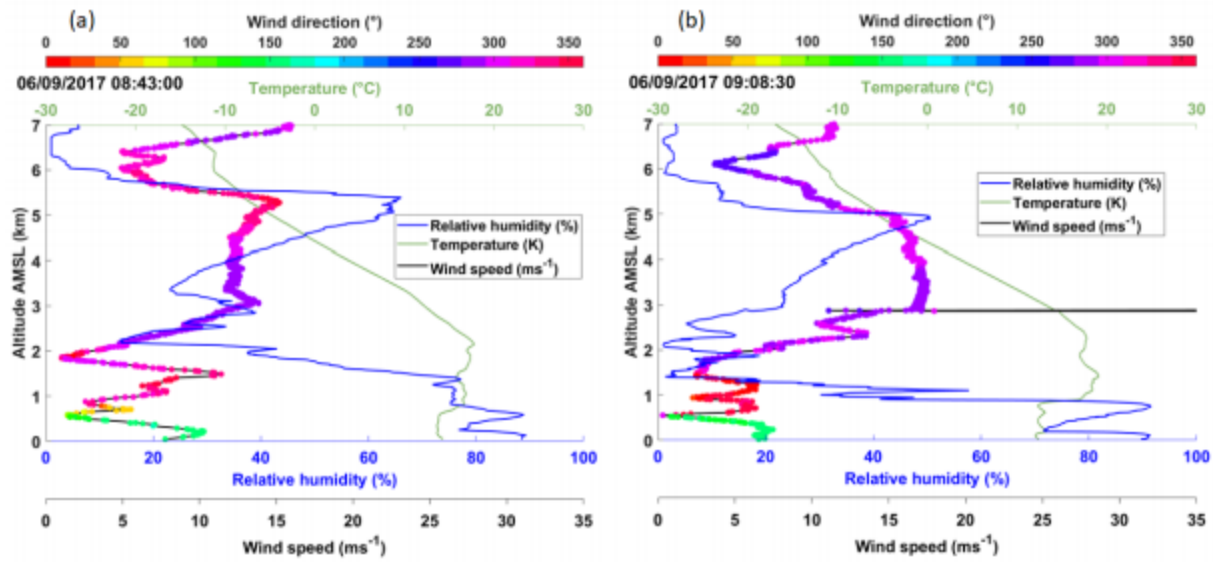 (a)
Wind direction (°)
0 50 100 150 200 250 300 350
06/09/2017 08:43:00
Temperature (°C)
-30 -20 -10 0 10 20 30
7
6
5
4
3
2
1
0
Altitude AMSL (km)
Relative humidity (%)
Temperature (K)
Wind speed (ms⁻¹)
20 40 60 80 100
Relative humidity (%)
0 5 10 15 20 25 30 35
Wind speed (ms⁻¹)
(b)
Wind direction (°)
0 50 100 150 200 250 300 350
06/09/2017 09:08:30
Temperature (°C)
-30 -20 -10 0 10 20 30
7
6
5
4
3
2
1
0
Altitude AMSL (km)
Relative humidity (%)
Temperature (K)
Wind speed (ms⁻¹)
0 20 40 60 80 100
Relative humidity (%)
0 5 10 15 20 25 30 35
Wind speed (ms⁻¹)